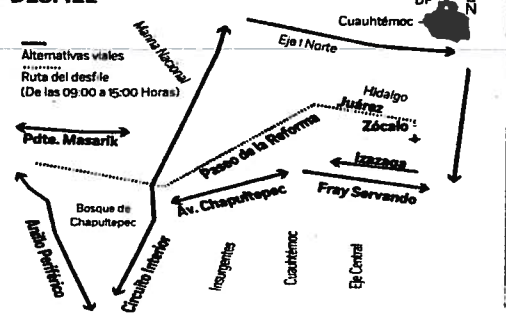 DF
Cuauhtémoc
Marina Nacional
Eje 1 Norte
Alternativas viales
Ruta del desfile
(De las 09:00 a 15:00 Horas)
Hidalgo
Juárez
Zócalo
Pdte. Masarik
Paseo de la Reforma
Izazaga
Fray Servando
Av. Chapultepec
Bosque de
Chapultepec
Anillo Periférico
Circuito Interior
Insurgentes
Cuauhtémoc
Eje Central